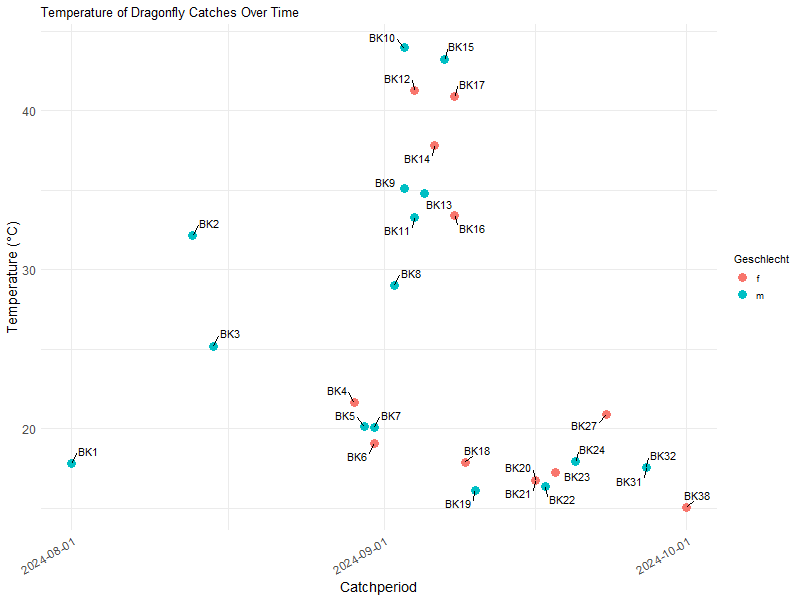 Temperature of Dragonfly Catches Over Time
BK10
BK15
BK12
BK17
40
BK14
BK9
BK13
BK2
BK11
BK16
Temperature (°C)
Geschlecht
f
m
30
BK8
BK3
BK4
BK5
BK7
20
BK6
BK27
BK1
BK18
BK24
BK20
BK23
BK32
BK31
BK19
BK21
BK22
BK38
2024-08-01
2024-09-01
2024-10-01
Catchperiod